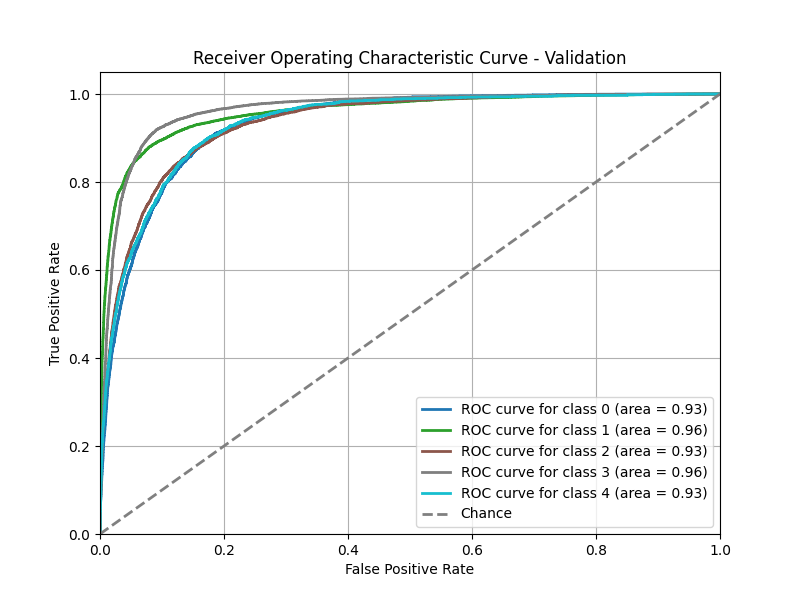 Receiver Operating Characteristic Curve - Validation
1.0
0.8
0.6
0.4
0.2
0.0
True Positive Rate
ROC curve for class 0 (area = 0.93)
ROC curve for class 1 (area = 0.96)
ROC curve for class 2 (area = 0.93)
ROC curve for class 3 (area = 0.96)
ROC curve for class 4 (area = 0.93)
Chance
0.0 0.2 0.4 0.6 0.8 1.0
False Positive Rate